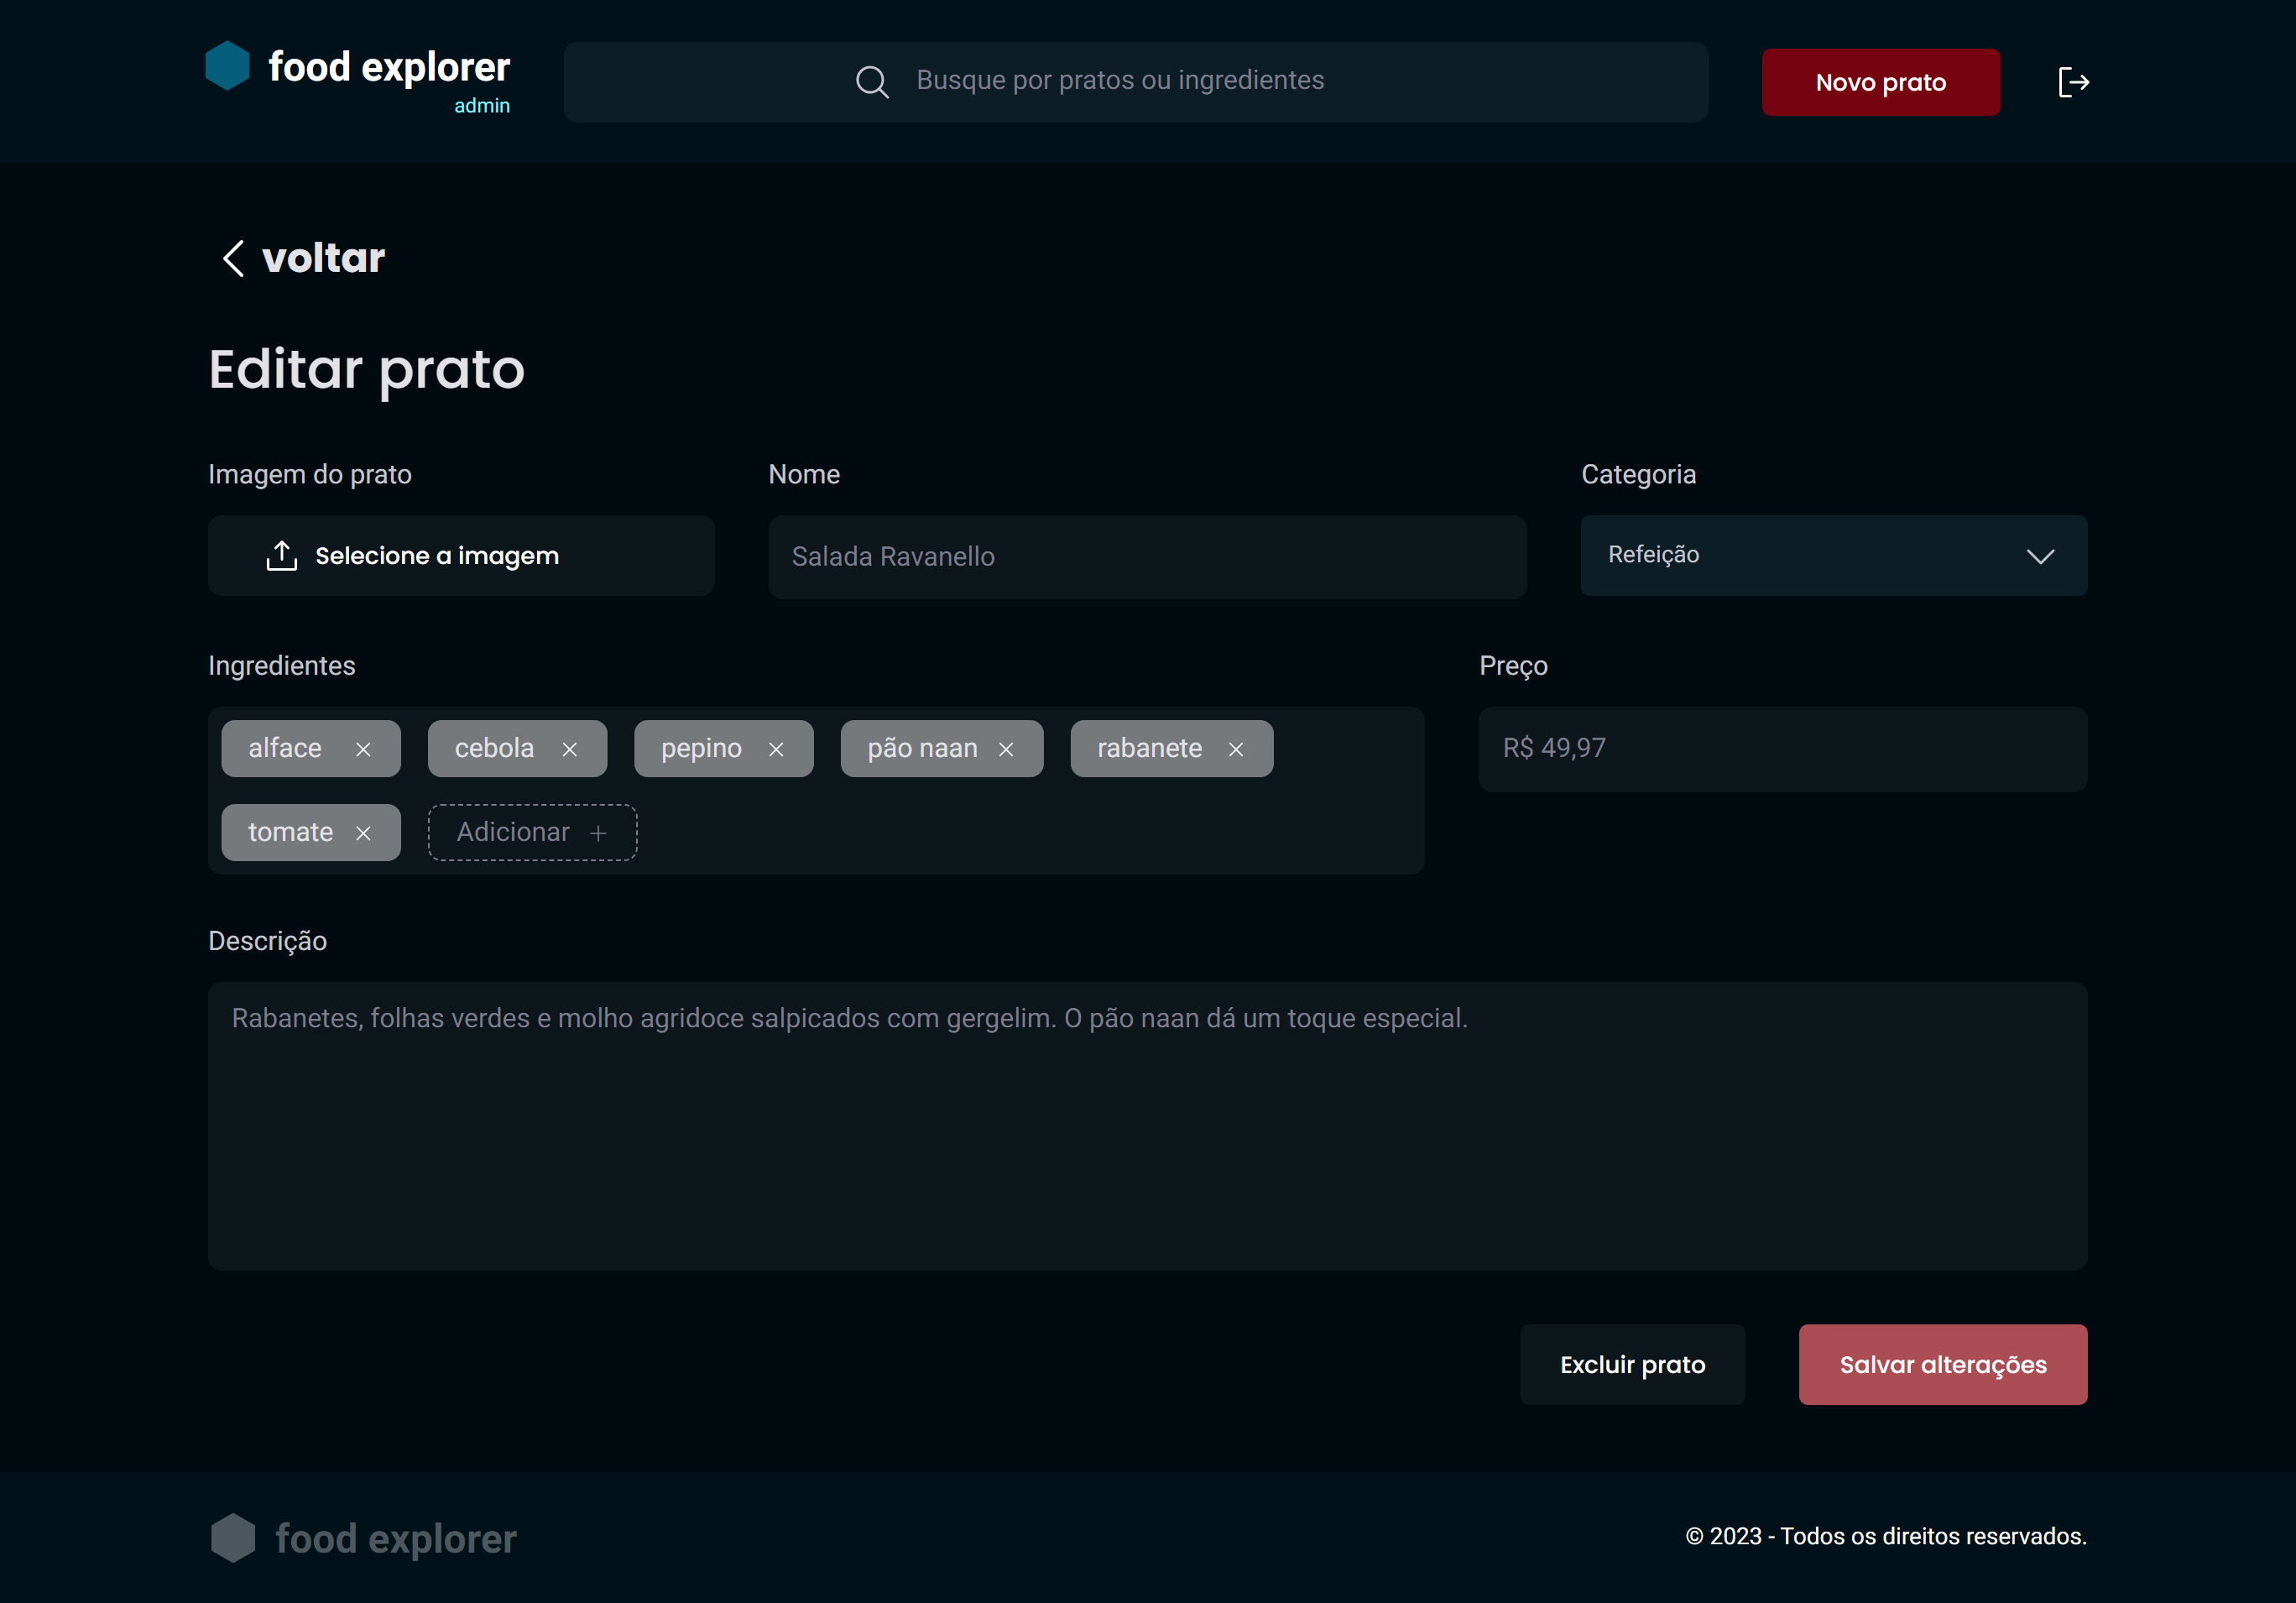 food explorer
admin
Busque por pratos ou ingredientes
Novo prato
voltar
Editar prato
Imagem do prato
Selecione a imagem
Nome
Salada Ravanello
Categoria
Refeição
Ingredientes
alface
cebola
pepino
pão naan
rabanete
tomate
Adicionar
Preço
R$ 49,97
Descrição
Rabanetes, folhas verdes e molho agridoce salpicados com gergelim. O pão naan dá um toque especial.
Excluir prato
Salvar alterações
food explorer
© 2023 - Todos os direitos reservados.